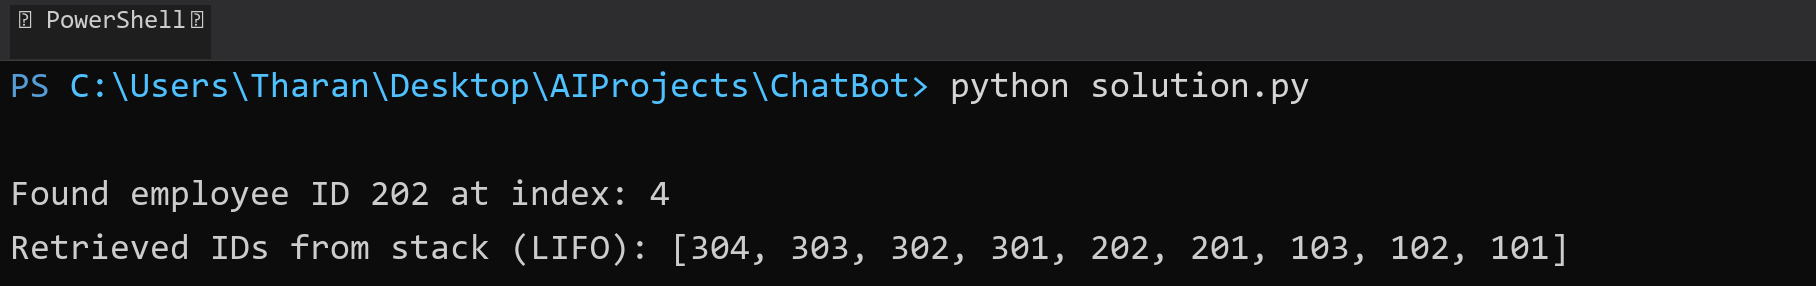 PowerShell
PS C:\Users\Tharan\Desktop\AIProjects\ChatBot> python solution.py
Found employee ID 202 at index: 4
Retrieved IDs from stack (LIFO): [304, 303, 302, 301, 202, 201, 103, 102, 101]